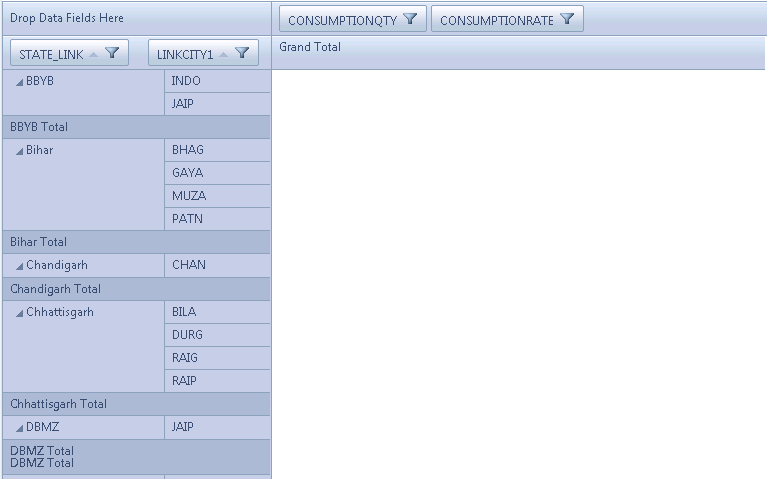 Drop Data Fields Here
CONSUMPTIONQTY CONSUMPTIONRATE
STATE_LINK LINKCITY1 Grand Total
BBYB INDO
JAIP
BBYB Total
Bihar BHAG
GAYA
MUZA
PATN
Bihar Total
Chandigarh CHAN
Chandigarh Total
Chhattisgarh BILA
DURG
RAIG
RAIP
Chhattisgarh Total
DBMZ JAIP
DBMZ Total
DBMZ Total